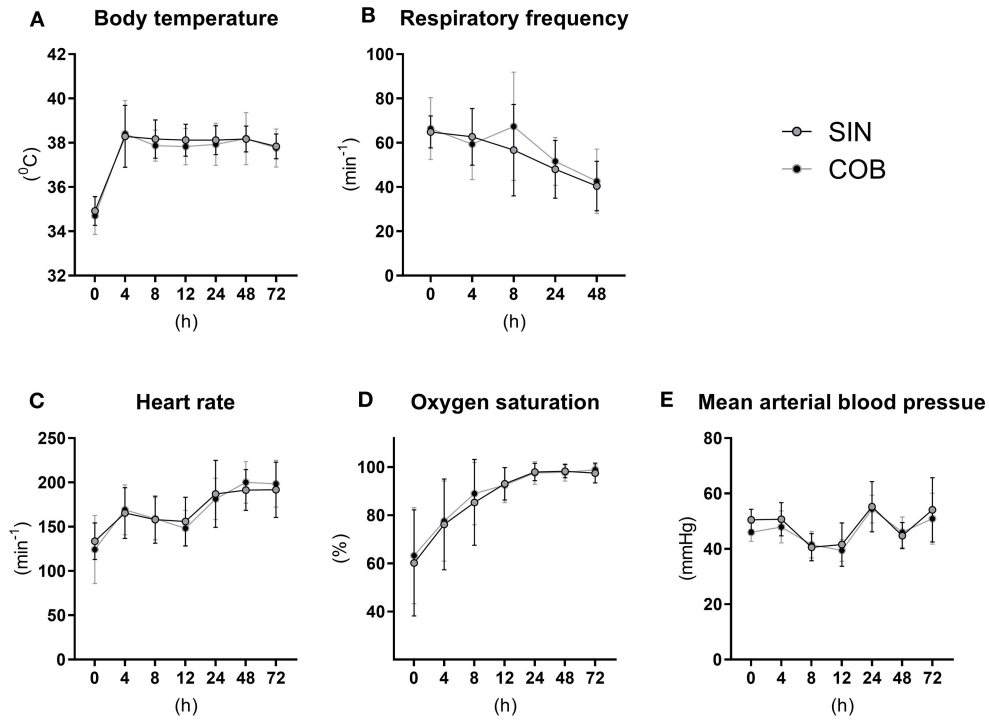 A Body temperature
42
40
38
36
34
32
(⁰C)
0 4 8 12 24 48 72
(h)
B Respiratory frequency
100
80
60
40
20
0
(min⁻¹)
0 4 8 24 48
(h)
SIN
COB
C Heart rate
250
200
150
100
50
0
(min⁻¹)
0 4 8 12 24 48 72
(h)
D Oxygen saturation
100
80
60
40
(%)
0 4 8 12 24 48 72
(h)
E Mean arterial blood pressue
80
60
40
20
0
(mmHg)
0 4 8 12 24 48 72
(h)